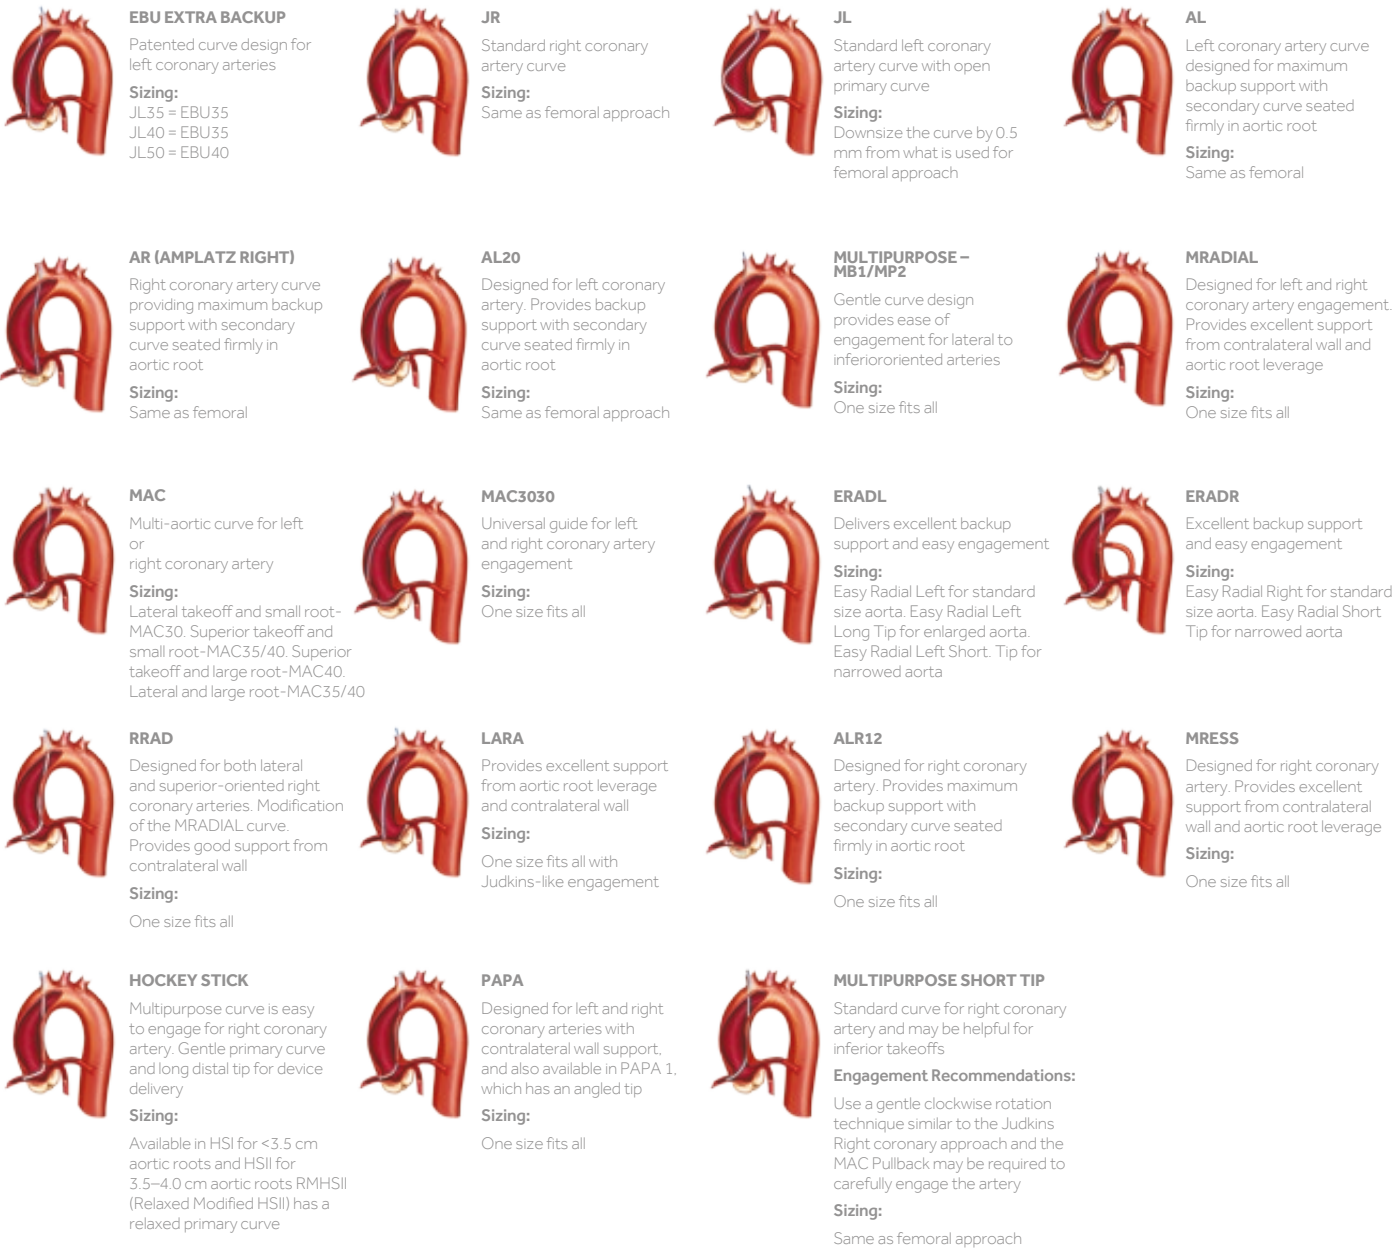 EBU EXTRA BACKUP
Patented curve design for
left coronary arteries
Sizing:
JL35 = EBU35
JL40 = EBU35
JL50 = EBU40
JR
Standard right coronary
artery curve
Sizing:
Same as femoral approach
JL
Standard left coronary
artery curve with open
primary curve
Sizing:
Downsize the curve by 0.5
mm from what is used for
femoral approach
AL
Left coronary artery curve
designed for maximum
backup support with
secondary curve seated
firmly in aortic root
Sizing:
Same as femoral
AR (AMPLATZ RIGHT)
Right coronary artery curve
providing maximum backup
support with secondary
curve seated firmly in
aortic root
Sizing:
Same as femoral
AL20
Designed for left coronary
artery. Provides backup
support with secondary
curve seated firmly in
aortic root
Sizing:
Same as femoral approach
MULTIPURPOSE –
MB1/MP2
Gentle curve design
provides ease of
engagement for lateral to
inferiororiented arteries
Sizing:
One size fits all
MRADIAL
Designed for left and right
coronary artery engagement.
Provides excellent support
from contralateral wall and
aortic root leverage
Sizing:
One size fits all
MAC
Multi-aortic curve for left
or
right coronary artery
Sizing:
Lateral takeoff and small root-
MAC30. Superior takeoff and
small root-MAC35/40. Superior
takeoff and large root-MAC40.
Lateral and large root-MAC35/40
MAC3030
Universal guide for left
and right coronary artery
engagement
Sizing:
One size fits all
ERADL
Delivers excellent backup
support and easy engagement
Sizing:
Easy Radial Left for standard
size aorta. Easy Radial Left
Long Tip for enlarged aorta.
Easy Radial Left Short. Tip for
narrowed aorta
ERADR
Excellent backup support
and easy engagement
Sizing:
Easy Radial Right for standard
size aorta. Easy Radial Short
Tip for narrowed aorta
RRAD
Designed for both lateral
and superior-oriented right
coronary arteries. Modification
of the MRADIAL curve.
Provides good support from
contralateral wall
Sizing:
One size fits all
LARA
Provides excellent support
from aortic root leverage
and contralateral wall
Sizing:
One size fits all with
Judkins-like engagement
ALR12
Designed for right coronary
artery. Provides maximum
backup support with
secondary curve seated
firmly in aortic root
Sizing:
One size fits all
MRESS
Designed for right coronary
artery. Provides excellent
support from contralateral
wall and aortic root leverage
Sizing:
One size fits all
HOCKEY STICK
Multipurpose curve is easy
to engage for right coronary
artery. Gentle primary curve
and long distal tip for device
delivery
Sizing:
Available in HSI for <3.5 cm
aortic roots and HSII for
3.5–4.0 cm aortic roots RMHSII
(Relaxed Modified HSII) has a
relaxed primary curve
PAPA
Designed for left and right
coronary arteries with
contralateral wall support,
and also available in PAPA 1,
which has an angled tip
Sizing:
One size fits all
MULTIPURPOSE SHORT TIP
Standard curve for right coronary
artery and may be helpful for
inferior takeoffs
Engagement Recommendations:
Use a gentle clockwise rotation
technique similar to the Judkins
Right coronary approach and the
MAC Pullback may be required to
carefully engage the artery
Sizing:
Same as femoral approach